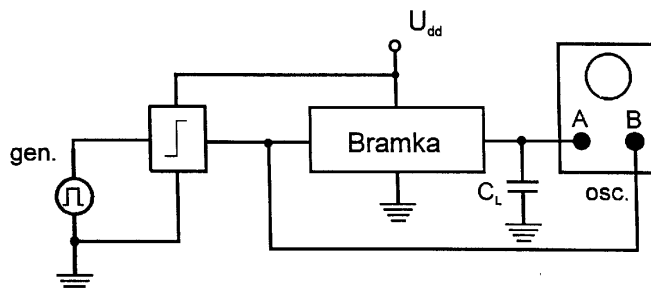 U_dd
gen.
Bramka
A
B
C_L
osc.